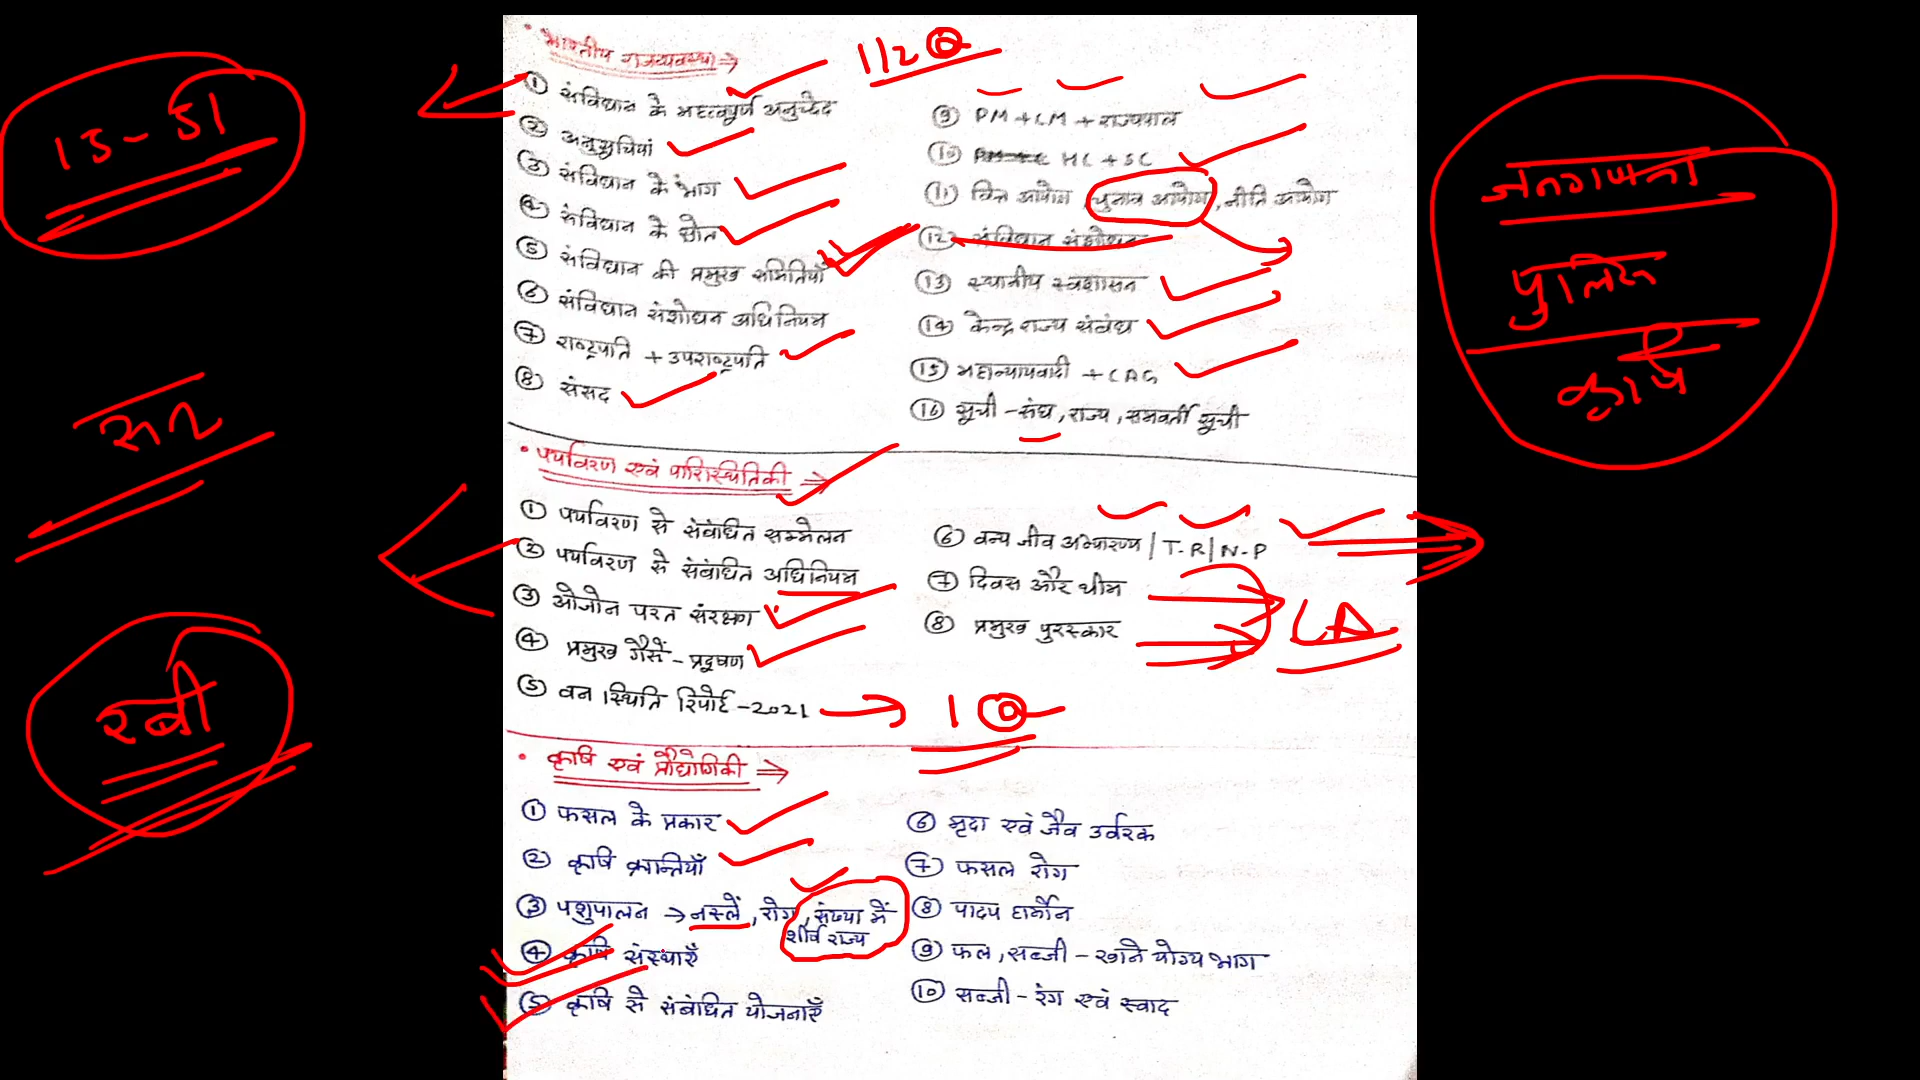 भारतीय राजव्यवस्था ⇒
① संविधान के महत्वपूर्ण अनुच्छेद
② अनुसूचियां
③ संविधान के भाग
④ संविधान के स्रोत
⑤ संविधान की प्रमुख समितियाँ
⑥ संविधान संशोधन अधिनियम
⑦ राष्ट्रपति + उपराष्ट्रपति
⑧ संसद
1/2 Q
⑨ PM + CM + राज्यपाल
⑩ HC + SC
⑪ वित्त आयोग, चुनाव आयोग, नीति आयोग
⑫ संविधान संशोधन
⑬ स्थानीय स्वशासन
⑭ केन्द्र राज्य संबंध
⑮ महान्यायवादी + CAG
⑯ सूची - संघ, राज्य, समवर्ती सूची
• पर्यावरण एवं पारिस्थितिकी ⇒
① पर्यावरण से संबंधित सम्मेलन
② पर्यावरण से संबंधित अधिनियम
③ ओजोन परत संरक्षण
④ प्रमुख गैसें - प्रदूषण
⑤ वन स्थिति रिपोर्ट - 2021 → 1 Q
⑥ वन्य जीव अभ्यारण्य | T-R | N-P
⑦ दिवस और थीम
⑧ प्रमुख पुरस्कार
CA
• कृषि एवं प्रौद्योगिकी ⇒
① फसल के प्रकार
② कृषि क्रान्तियाँ
③ पशुपालन → नस्लें, रोग, संख्या में
शीर्ष राज्य
④ कृषि संस्थाएँ
⑤ कृषि से संबंधित योजनाएँ
⑥ मृदा एवं जैव उर्वरक
⑦ फसल रोग
⑧ पादप हार्मोन
⑨ फल, सब्जी - खाने योग्य भाग
⑩ सब्जी - रंग एवं स्वाद
15-51
रबी
जनगणना
पुलिस